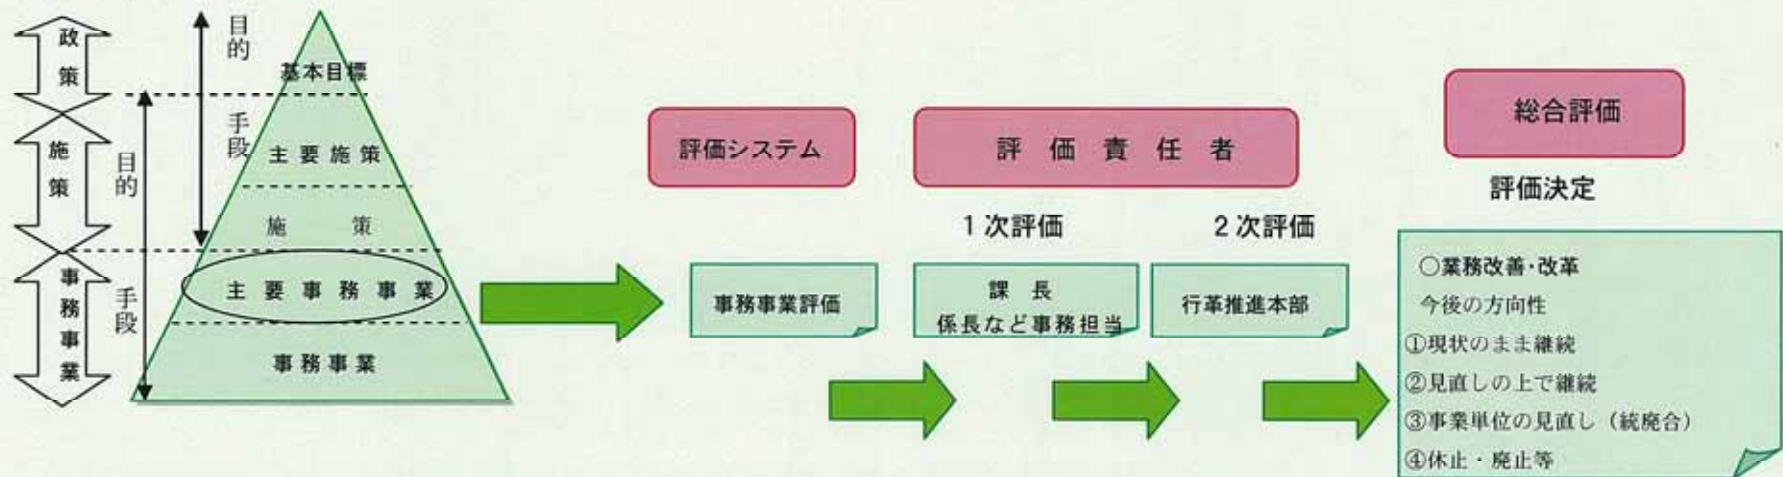 政策
施策
事務事業
目的
手段
目的
手段
基本目標
主要施策
施　策
主要事務事業
事務事業
評価システム
事務事業評価
評価責任者
1次評価
課　長
係長など事務担当
2次評価
行革推進本部
総合評価
評価決定
○業務改善・改革
今後の方向性
①現状のまま継続
②見直しの上で継続
③事業単位の見直し（統廃合）
④休止・廃止等